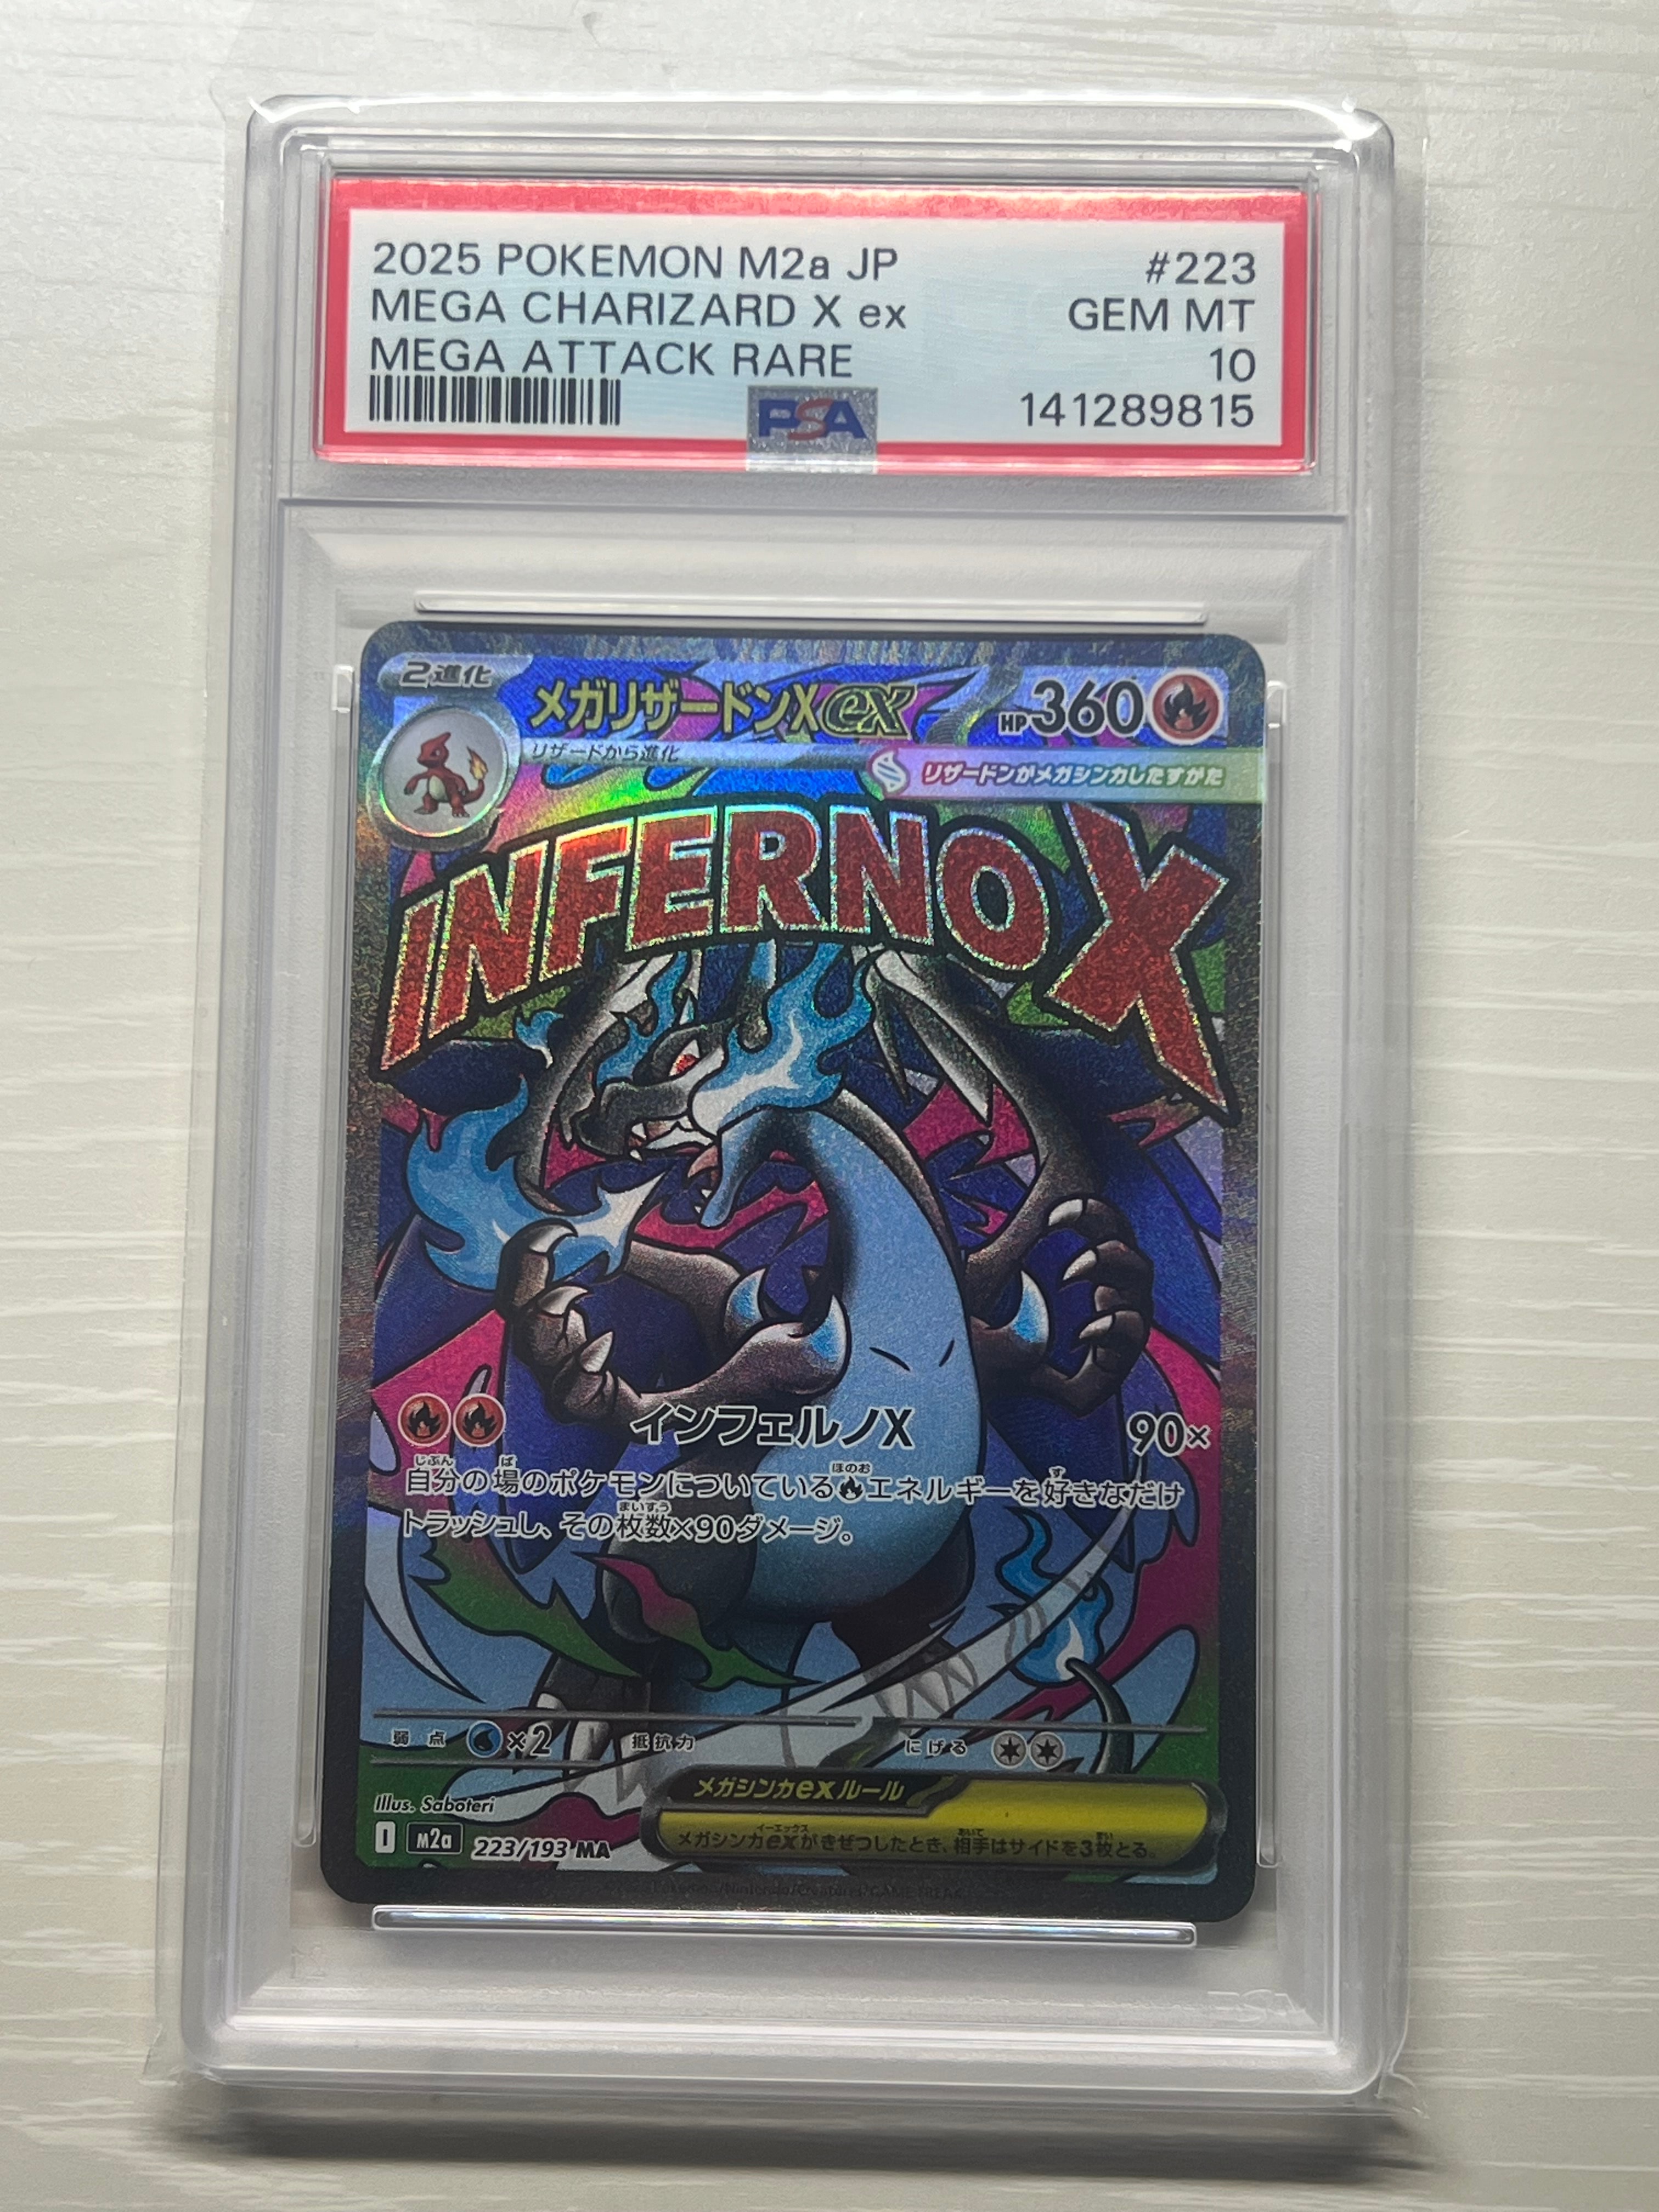 2025 POKEMON M2a JP #223
MEGA CHARIZARD X ex GEM MT
MEGA ATTACK RARE 10
PSA 141289815
2進化
メガリザードンXex HP360
リザードから進化
リザードンがメガシンカしたすがた
INFERNO X
インフェルノX 90×
自分の場のポケモンについているエネルギーを好きなだけ
トラッシュし、その枚数×90ダメージ。
弱点 ×2 抵抗力 にげる
メガシンカexルール
メガシンカexがきぜつしたとき、相手はサイドを3枚とる。
Illus. Saboteri
I M2a 223/193 MA